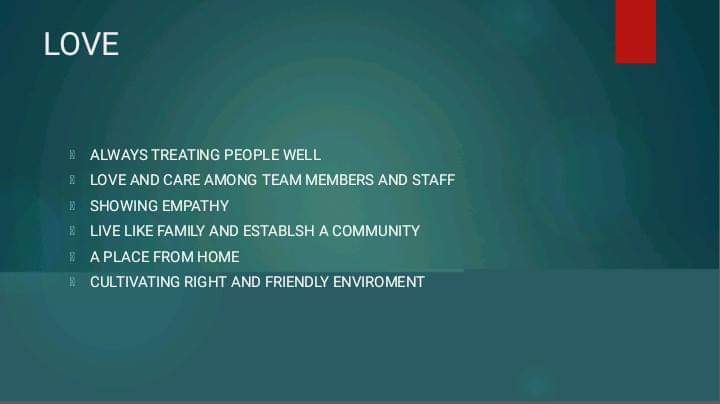 LOVE
ALWAYS TREATING PEOPLE WELL
LOVE AND CARE AMONG TEAM MEMBERS AND STAFF
SHOWING EMPATHY
LIVE LIKE FAMILY AND ESTABLSH A COMMUNITY
A PLACE FROM HOME
CULTIVATING RIGHT AND FRIENDLY ENVIROMENT